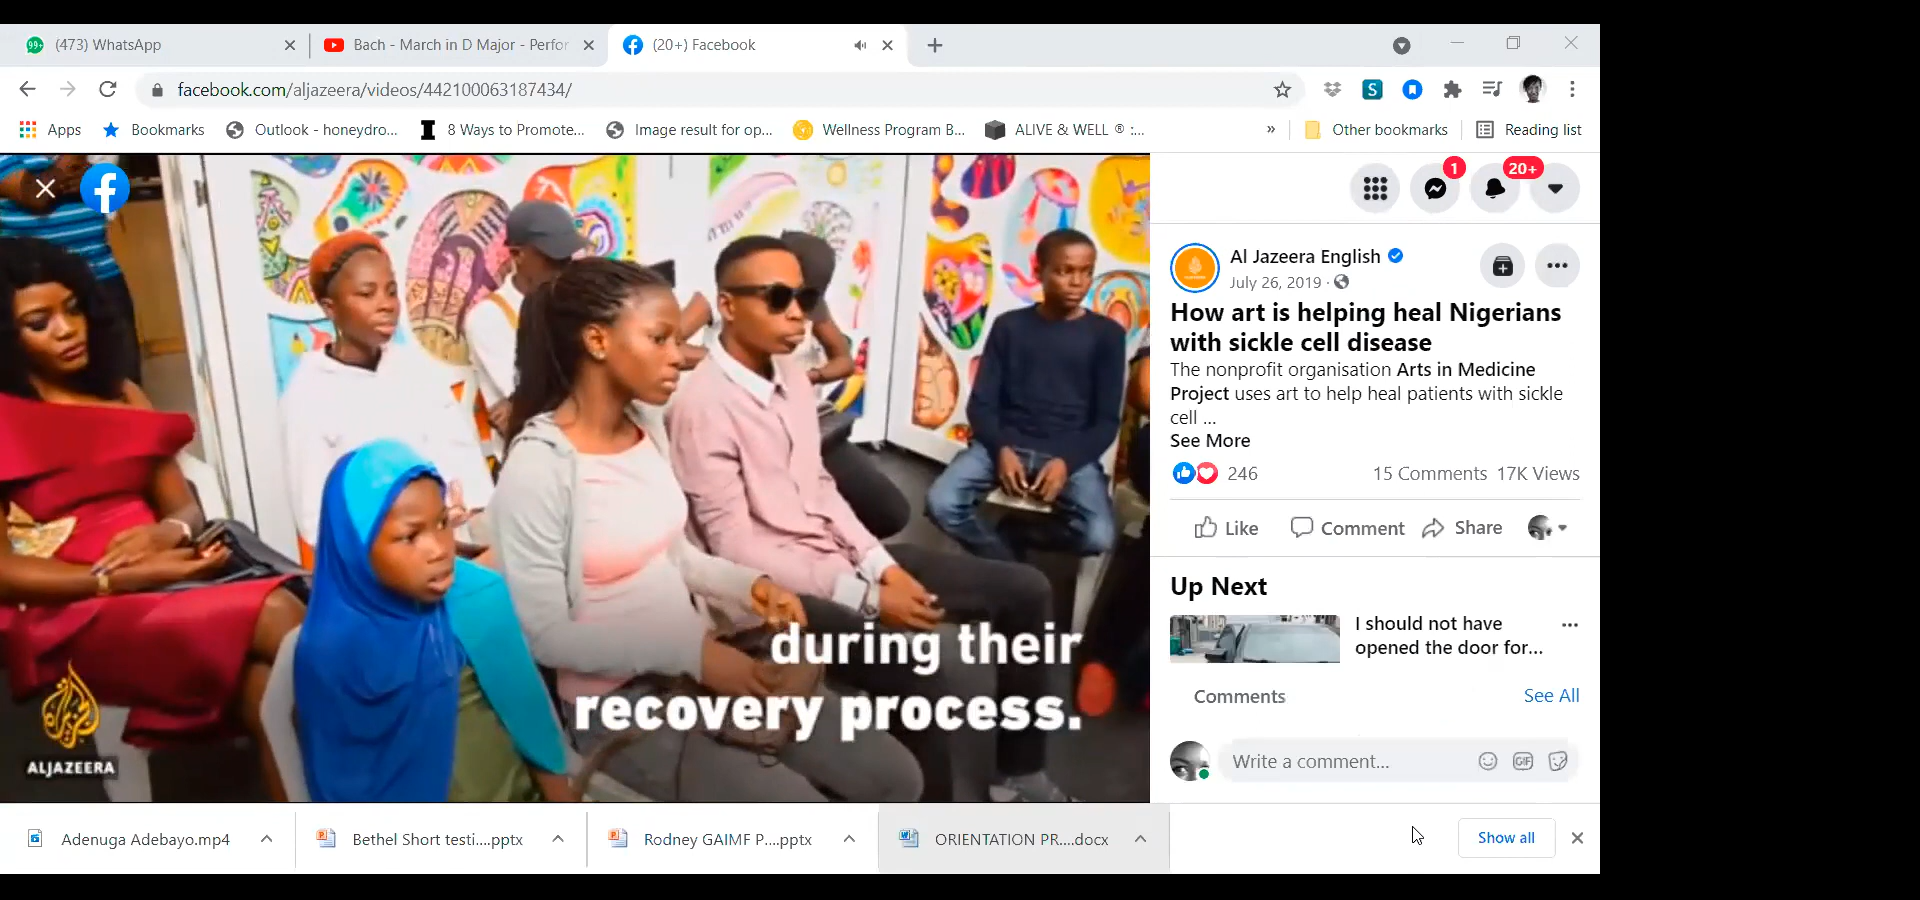 (473) WhatsApp
Bach - March in D Major - Perfor
(20+) Facebook
facebook.com/aljazeera/videos/442100063187434/
Apps
Bookmarks
Outlook - honeydro...
8 Ways to Promote...
Image result for op...
Wellness Program B...
ALIVE & WELL ® :...
»
Other bookmarks
Reading list
1
20+
Al Jazeera English
July 26, 2019 ·
How art is helping heal Nigerians
with sickle cell disease
The nonprofit organisation Arts in Medicine
Project uses art to help heal patients with sickle
cell ...
See More
246
15 Comments 17K Views
Like
Comment
Share
Up Next
I should not have
opened the door for...
Comments
See All
Write a comment...
GIF
during their
recovery process.
ALJAZEERA
Adenuga Adebayo.mp4
Bethel Short testi....pptx
Rodney GAIMF P....pptx
ORIENTATION PR....docx
Show all